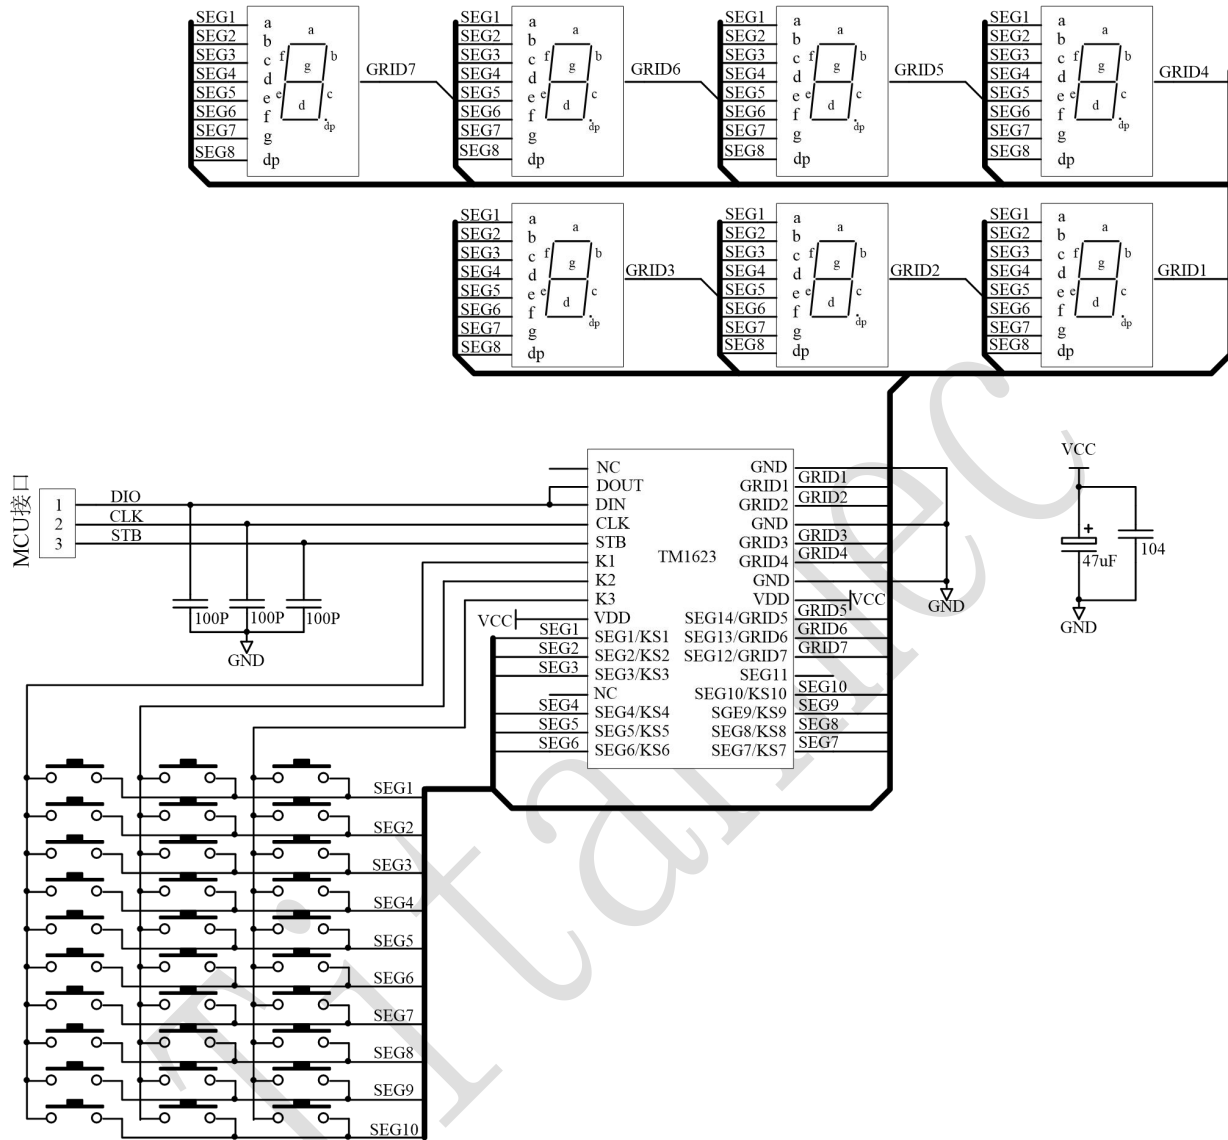 SEG1 a
SEG2 b
SEG3 c
SEG4 d
SEG5 e
SEG6 f
SEG7 g
SEG8 dp
a
f b
g
e c
d
dp
GRID7
SEG1 a
SEG2 b
SEG3 c
SEG4 d
SEG5 e
SEG6 f
SEG7 g
SEG8 dp
a
f b
g
e c
d
dp
GRID6
SEG1 a
SEG2 b
SEG3 c
SEG4 d
SEG5 e
SEG6 f
SEG7 g
SEG8 dp
a
f b
g
e c
d
dp
GRID5
SEG1 a
SEG2 b
SEG3 c
SEG4 d
SEG5 e
SEG6 f
SEG7 g
SEG8 dp
a
f b
g
e c
d
dp
GRID4
SEG1 a
SEG2 b
SEG3 c
SEG4 d
SEG5 e
SEG6 f
SEG7 g
SEG8 dp
a
f b
g
e c
d
dp
GRID3
SEG1 a
SEG2 b
SEG3 c
SEG4 d
SEG5 e
SEG6 f
SEG7 g
SEG8 dp
a
f b
g
e c
d
dp
GRID2
SEG1 a
SEG2 b
SEG3 c
SEG4 d
SEG5 e
SEG6 f
SEG7 g
SEG8 dp
a
f b
g
e c
d
dp
GRID1
MCU接口
1 DIO
2 CLK
3 STB
100P 100P 100P
GND
NC
DOUT
DIN
CLK
STB
K1
K2
K3
VCC VDD
SEG1 SEG1/KS1
SEG2 SEG2/KS2
SEG3 SEG3/KS3
NC
SEG4 SEG4/KS4
SEG5 SEG5/KS5
SEG6 SEG6/KS6
TM1623
GND
GRID1 GRID1
GRID2 GRID2
GND
GRID3 GRID3
GRID4 GRID4
GND
GND
VDD VCC
SEG14/GRID5 GRID5
SEG13/GRID6 GRID6
SEG12/GRID7 GRID7
SEG11
SEG10/KS10 SEG10
SGE9/KS9 SEG9
SEG8/KS8 SEG8
SEG7/KS7 SEG7
VCC
+
47uF 104
GND
SEG1
SEG2
SEG3
SEG4
SEG5
SEG6
SEG7
SEG8
SEG9
SEG10
Titanmec